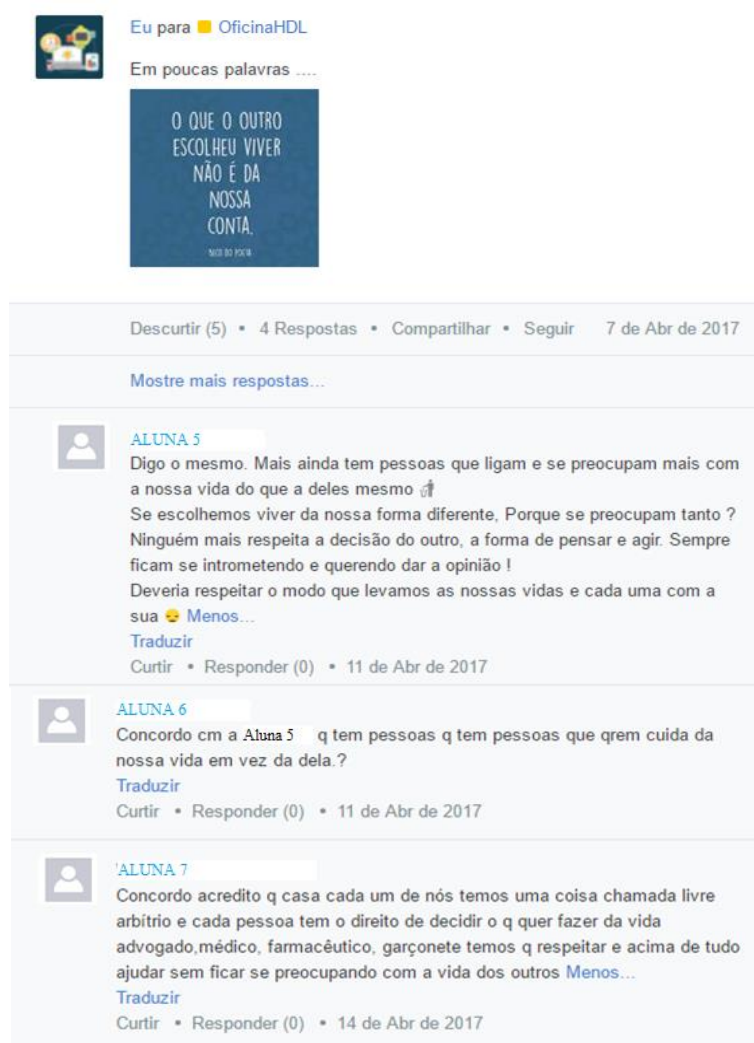 Eu para OficinaHDL
Em poucas palavras ....
O QUE O OUTRO
ESCOLHEU VIVER
NÃO É DA
NOSSA
CONTA.
Descurtir (5) • 4 Respostas • Compartilhar • Seguir 7 de Abr de 2017
Mostre mais respostas...
ALUNA 5
Digo o mesmo. Mais ainda tem pessoas que ligam e se preocupam mais com
a nossa vida do que a deles mesmo
Se escolhemos viver da nossa forma diferente, Porque se preocupam tanto ?
Ninguém mais respeita a decisão do outro, a forma de pensar e agir. Sempre
ficam se intrometendo e querendo dar a opinião !
Deveria respeitar o modo que levamos as nossas vidas e cada uma com a
sua 😔 Menos...
Traduzir
Curtir • Responder (0) • 11 de Abr de 2017
ALUNA 6
Concordo cm a Aluna 5 q tem pessoas q tem pessoas que qrem cuida da
nossa vida em vez da dela.?
Traduzir
Curtir • Responder (0) • 11 de Abr de 2017
'ALUNA 7
Concordo acredito q casa cada um de nós temos uma coisa chamada livre
arbítrio e cada pessoa tem o direito de decidir o q quer fazer da vida
advogado,médico, farmacêutico, garçonete temos q respeitar e acima de tudo
ajudar sem ficar se preocupando com a vida dos outros Menos...
Traduzir
Curtir • Responder (0) • 14 de Abr de 2017